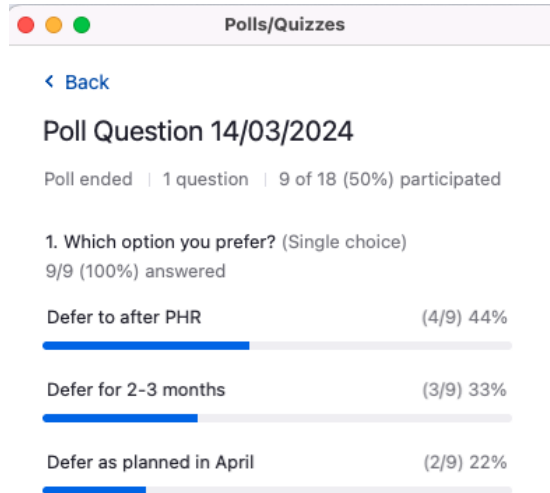 Polls/Quizzes
< Back
Poll Question 14/03/2024
Poll ended | 1 question | 9 of 18 (50%) participated
1. Which option you prefer? (Single choice)
9/9 (100%) answered
Defer to after PHR (4/9) 44%
Defer for 2-3 months (3/9) 33%
Defer as planned in April (2/9) 22%